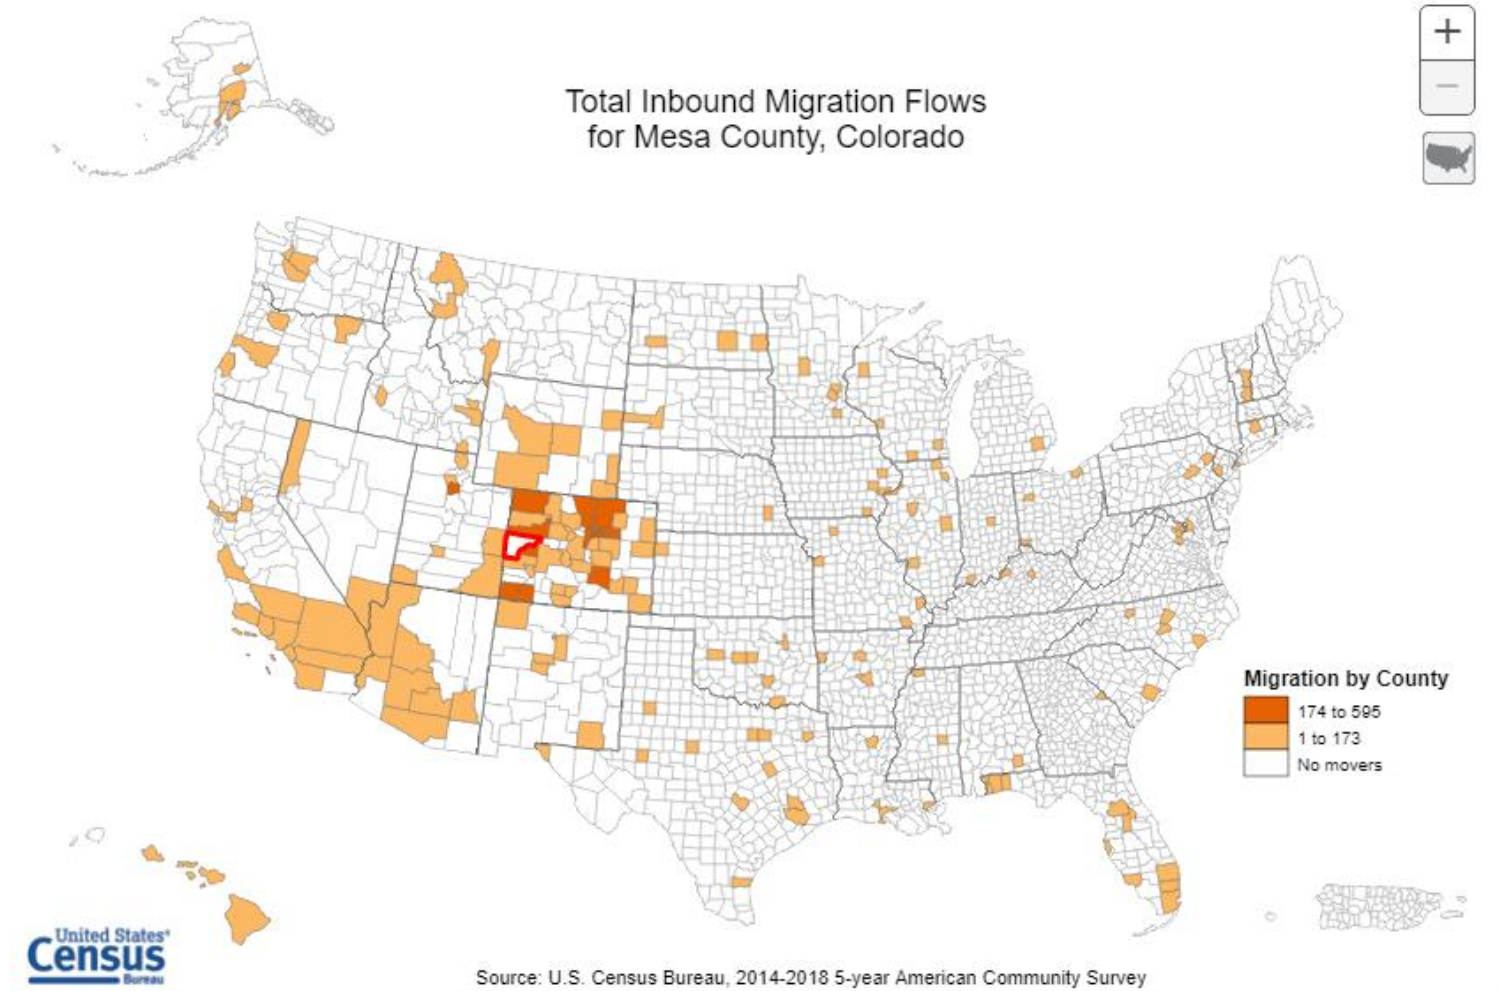 +
Total Inbound Migration Flows
for Mesa County, Colorado
−
Migration by County
174 to 595
1 to 173
No movers
United States®
Census
Bureau
Source: U.S. Census Bureau, 2014-2018 5-year American Community Survey